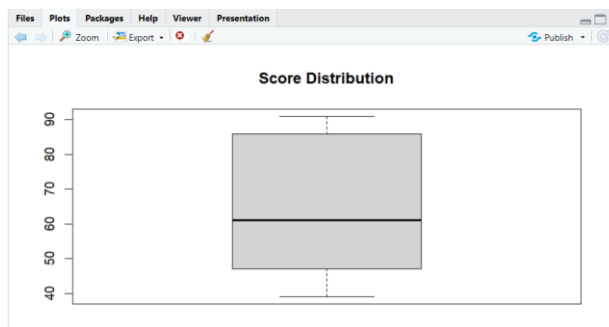 Files Plots Packages Help Viewer Presentation
Zoom Export Publish
Score Distribution
90
80
70
60
50
40